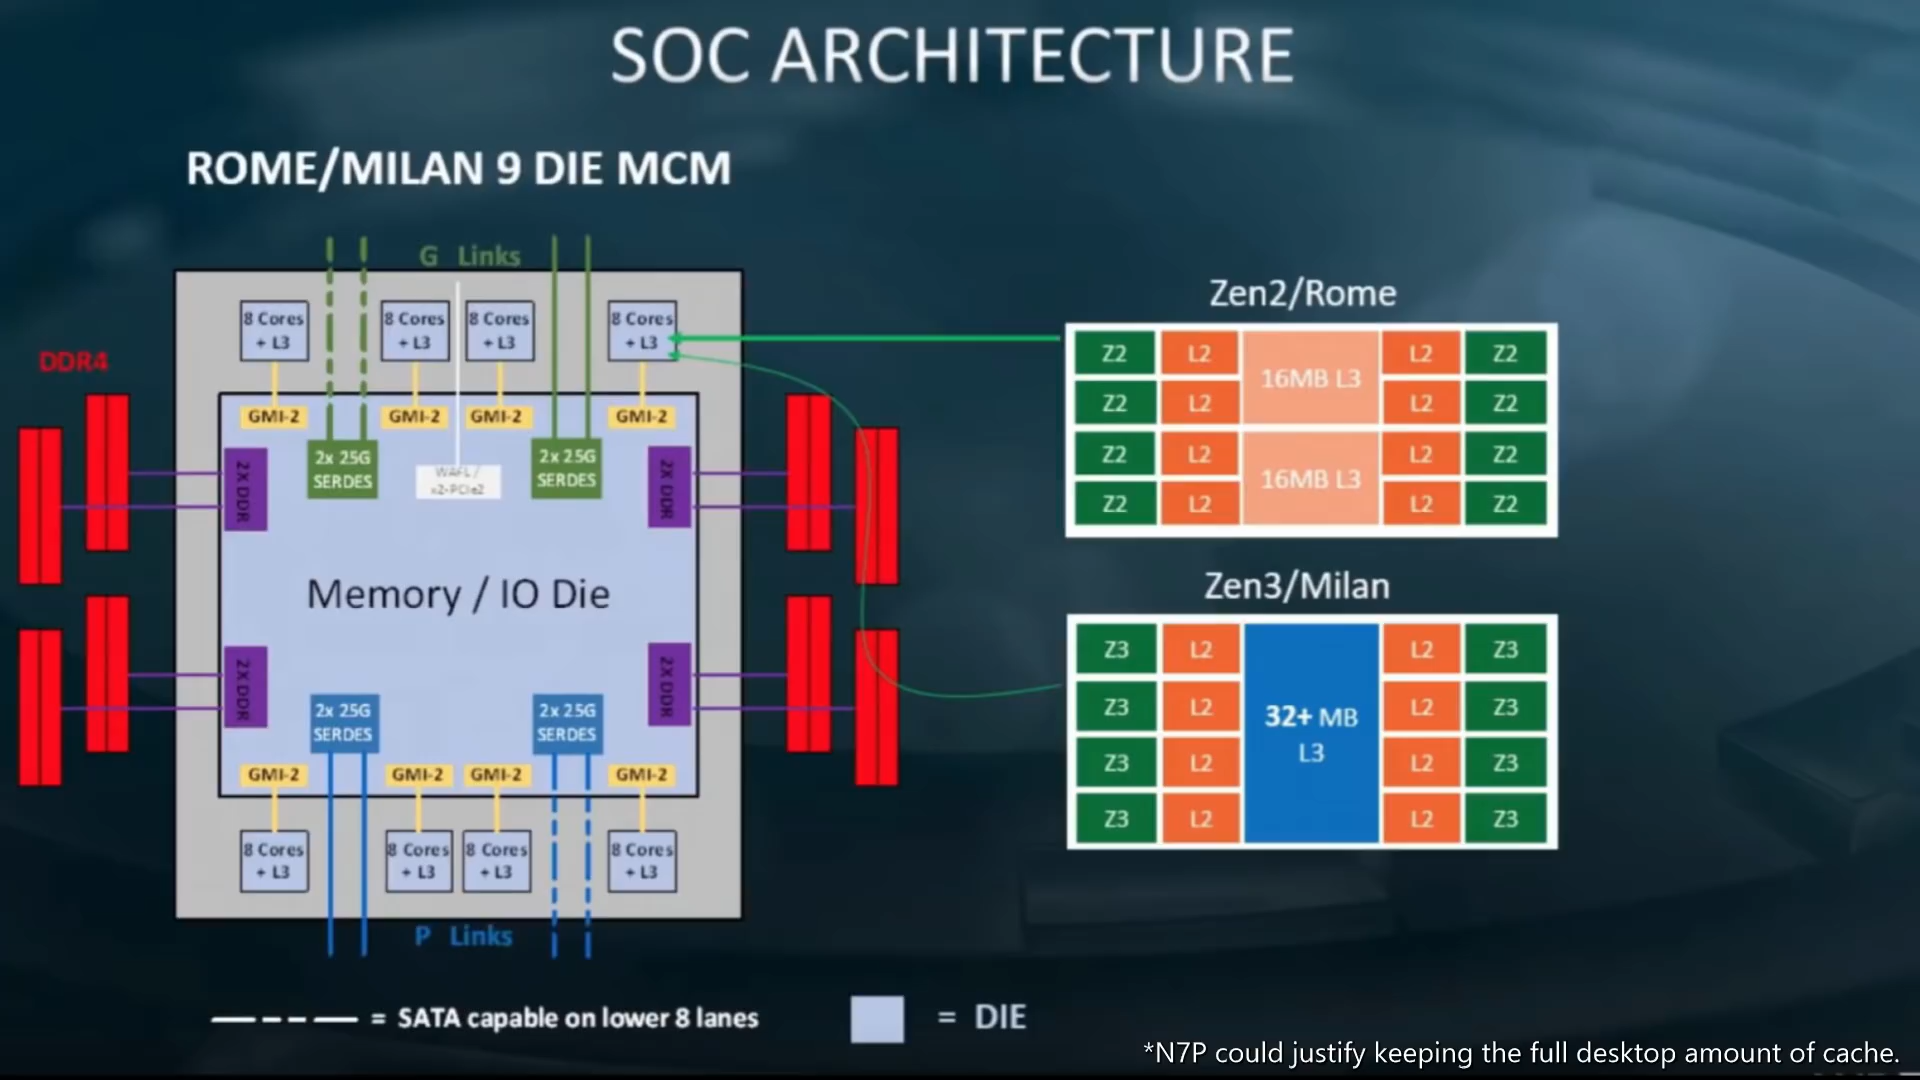 SOC ARCHITECTURE
ROME/MILAN 9 DIE MCM
G Links
8 Cores + L3
8 Cores + L3
8 Cores + L3
8 Cores + L3
DDR4
GMI-2
GMI-2
GMI-2
GMI-2
2x 25G SERDES
WAFL / x2-PCIe2
2x 25G SERDES
2X DDR
2X DDR
Memory / IO Die
2X DDR
2X DDR
2x 25G SERDES
2x 25G SERDES
GMI-2
GMI-2
GMI-2
GMI-2
8 Cores + L3
8 Cores + L3
8 Cores + L3
8 Cores + L3
P Links
= SATA capable on lower 8 lanes
= DIE
Zen2/Rome
Z2 L2 16MB L3 L2 Z2
Z2 L2 L2 Z2
Z2 L2 16MB L3 L2 Z2
Z2 L2 L2 Z2
Zen3/Milan
Z3 L2 32+ MB L3 L2 Z3
Z3 L2 L2 Z3
Z3 L2 L2 Z3
Z3 L2 L2 Z3
*N7P could justify keeping the full desktop amount of cache.